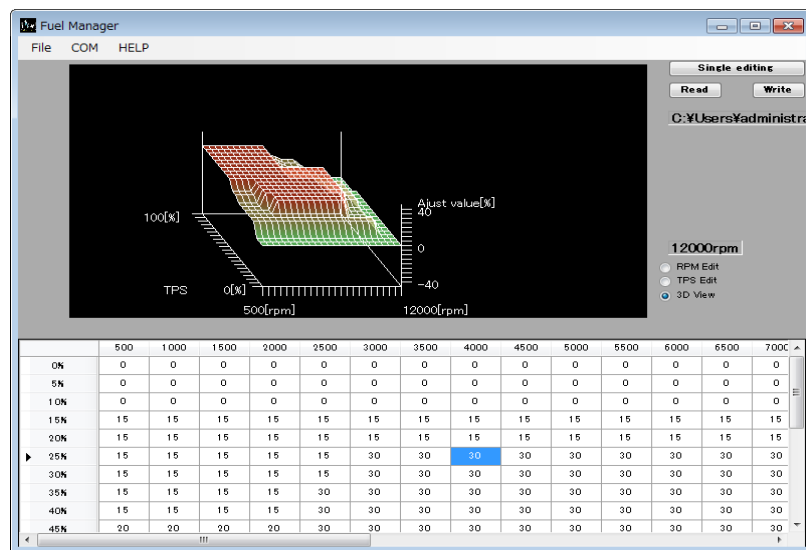 Fuel Manager
File COM HELP
Single editing
Read Write
C:¥Users¥administra
Ajust value[%]
40
0
-40
100[%]
TPS 0[%]
500[rpm] 12000[rpm]
12000rpm
RPM Edit
TPS Edit
3D View
500 1000 1500 2000 2500 3000 3500 4000 4500 5000 5500 6000 6500 700
0% 0 0 0 0 0 0 0 0 0 0 0 0 0 0
5% 0 0 0 0 0 0 0 0 0 0 0 0 0 0
10% 0 0 0 0 0 0 0 0 0 0 0 0 0 0
15% 15 15 15 15 15 15 15 15 15 15 15 15 15 15
20% 15 15 15 15 15 15 15 15 15 15 15 15 15 15
25% 15 15 15 15 15 30 30 30 30 30 30 30 30 30
30% 15 15 15 15 15 30 30 30 30 30 30 30 30 30
35% 15 15 15 15 30 30 30 30 30 30 30 30 30 30
40% 15 15 15 15 30 30 30 30 30 30 30 30 30 30
45% 20 20 20 20 30 30 30 30 30 30 30 30 30 30